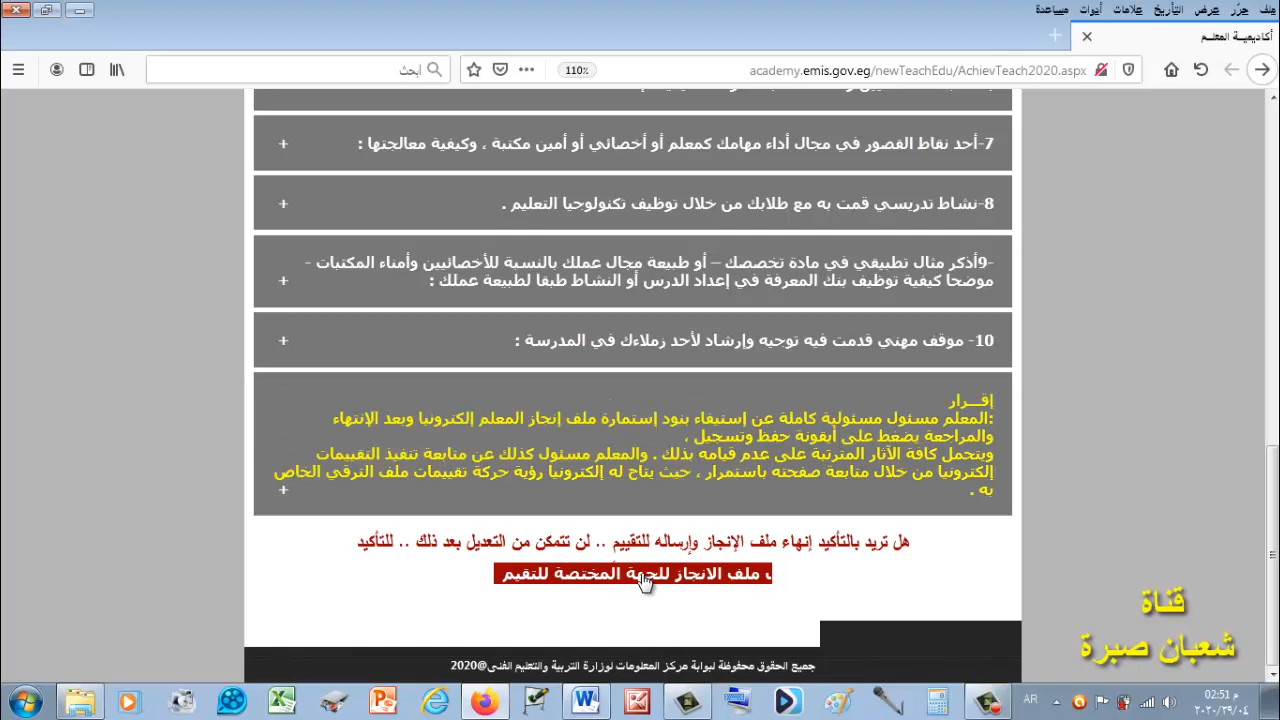 ملف جرّر عرض التأريخ علامات أدوات مساعدة
أكاديميــة المعلــم
academy.emis.gov.eg/newTeachEdu/AchievTeach2020.aspx
110%
ابحث
7-أحد نقاط القصور في مجال أداء مهامك كمعلم أو أخصائي أو أمين مكتبة ، وكيفية معالجتها : +
8-نشاط تدريسي قمت به مع طلابك من خلال توظيف تكنولوجيا التعليم . +
-9أذكر مثال تطبيقي في مادة تخصصك – أو طبيعة مجال عملك بالنسبة للأخصائيين وأمناء المكتبات -
موضحا كيفية توظيف بنك المعرفة في إعداد الدرس أو النشاط طبقا لطبيعة عملك : +
10- موقف مهني قدمت فيه توجيه وإرشاد لأحد زملاءك في المدرسة : +
إقـــرار
:المعلم مسئول مسئولية كاملة عن إستيفاء بنود إستمارة ملف إنجاز المعلم إلكترونيا وبعد الإنتهاء
والمراجعة يضغط على أيقونة حفظ وتسجيل ،
ويتحمل كافة الآثار المترتبة على عدم قيامه بذلك . والمعلم مسئول كذلك عن متابعة تنفيذ التقييمات
إلكترونيا من خلال متابعة صفحته باستمرار ، حيث يتاح له إلكترونيا رؤية حركة تقييمات ملف الترقي الخاص
به . +
هل تريد بالتأكيد إنهاء ملف الإنجاز وإرساله للتقييم .. لن تتمكن من التعديل بعد ذلك .. للتأكيد
ملف الانجاز للجهة المختصة للتقيم
قناة
شعبان صبرة
جميع الحقوق محفوظة لبوابة مركز المعلومات لوزارة التربية والتعليم الفنى@2020
AR
02:51 م
٢٠٢٠/٢٩/٠٤